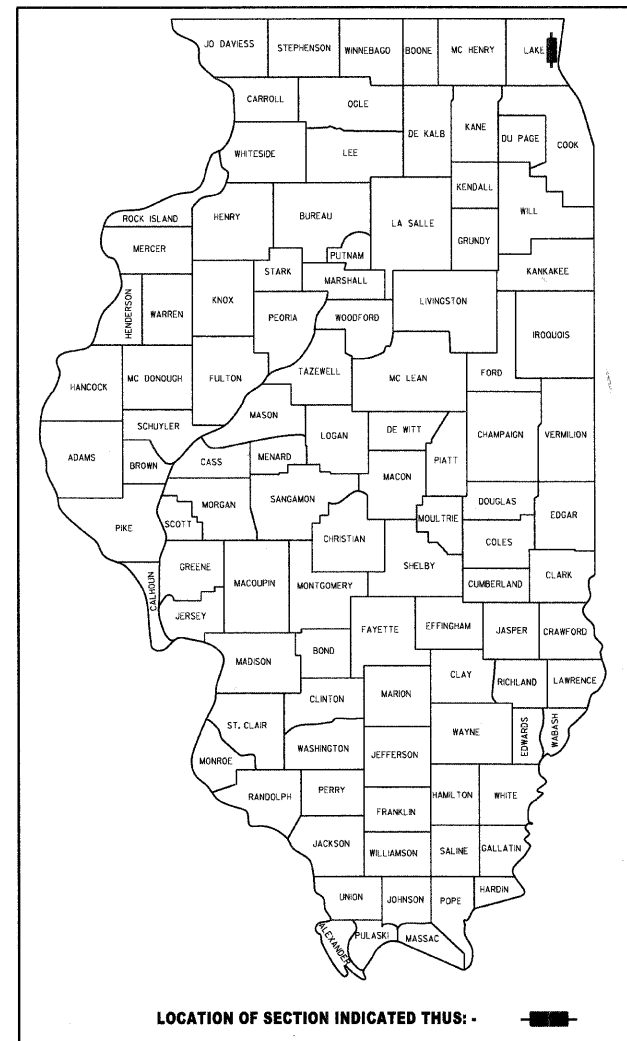 JO DAVIESS
STEPHENSON
WINNEBAGO
BOONE
MC HENRY
LAKE
CARROLL
OGLE
DE KALB
KANE
DU PAGE
COOK
WHITESIDE
LEE
KENDALL
WILL
ROCK ISLAND
HENRY
BUREAU
LA SALLE
GRUNDY
MERCER
PUTNAM
STARK
MARSHALL
KANKAKEE
HENDERSON
WARREN
KNOX
PEORIA
WOODFORD
LIVINGSTON
IROQUOIS
HANCOCK
MC DONOUGH
FULTON
TAZEWELL
MC LEAN
FORD
SCHUYLER
MASON
LOGAN
DE WITT
CHAMPAIGN
VERMILION
ADAMS
BROWN
CASS
MENARD
MACON
PIATT
PIKE
SCOTT
MORGAN
SANGAMON
CHRISTIAN
MOULTRIE
DOUGLAS
EDGAR
COLES
GREENE
MACOUPIN
MONTGOMERY
SHELBY
CUMBERLAND
CLARK
CALHOUN
JERSEY
FAYETTE
EFFINGHAM
JASPER
CRAWFORD
MADISON
BOND
CLAY
RICHLAND
LAWRENCE
CLINTON
MARION
ST. CLAIR
WASHINGTON
JEFFERSON
WAYNE
EDWARDS
WABASH
MONROE
RANDOLPH
PERRY
FRANKLIN
HAMILTON
WHITE
JACKSON
WILLIAMSON
SALINE
GALLATIN
UNION
JOHNSON
POPE
HARDIN
ALEXANDER
PULASKI
MASSAC
LOCATION OF SECTION INDICATED THUS: -